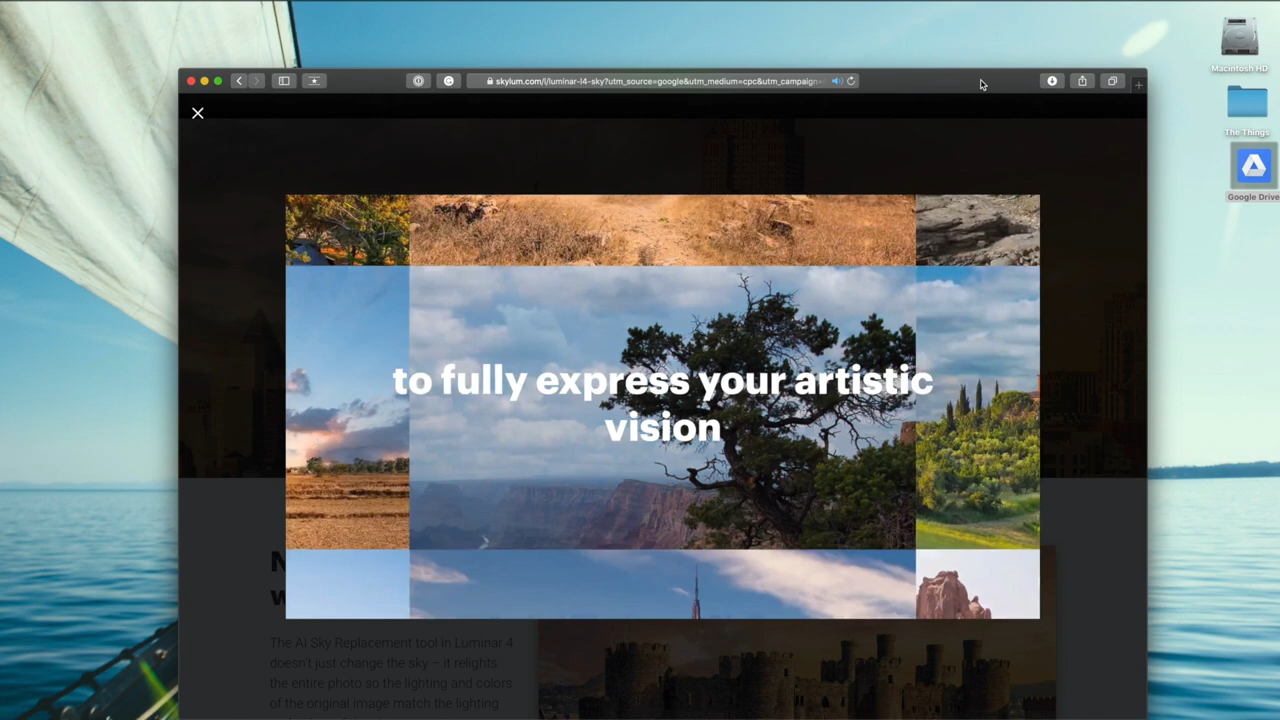 skylum.com/l/luminar-l4-sky?utm_source=google&utm_medium=cpc&utm_campaign=
Macintosh HD
The Things
Google Drive
to fully express your artistic
vision
The AI Sky Replacement tool in Luminar 4
doesn't just change the sky – it relights
the entire photo so the lighting and colors
of the original image match the lighting